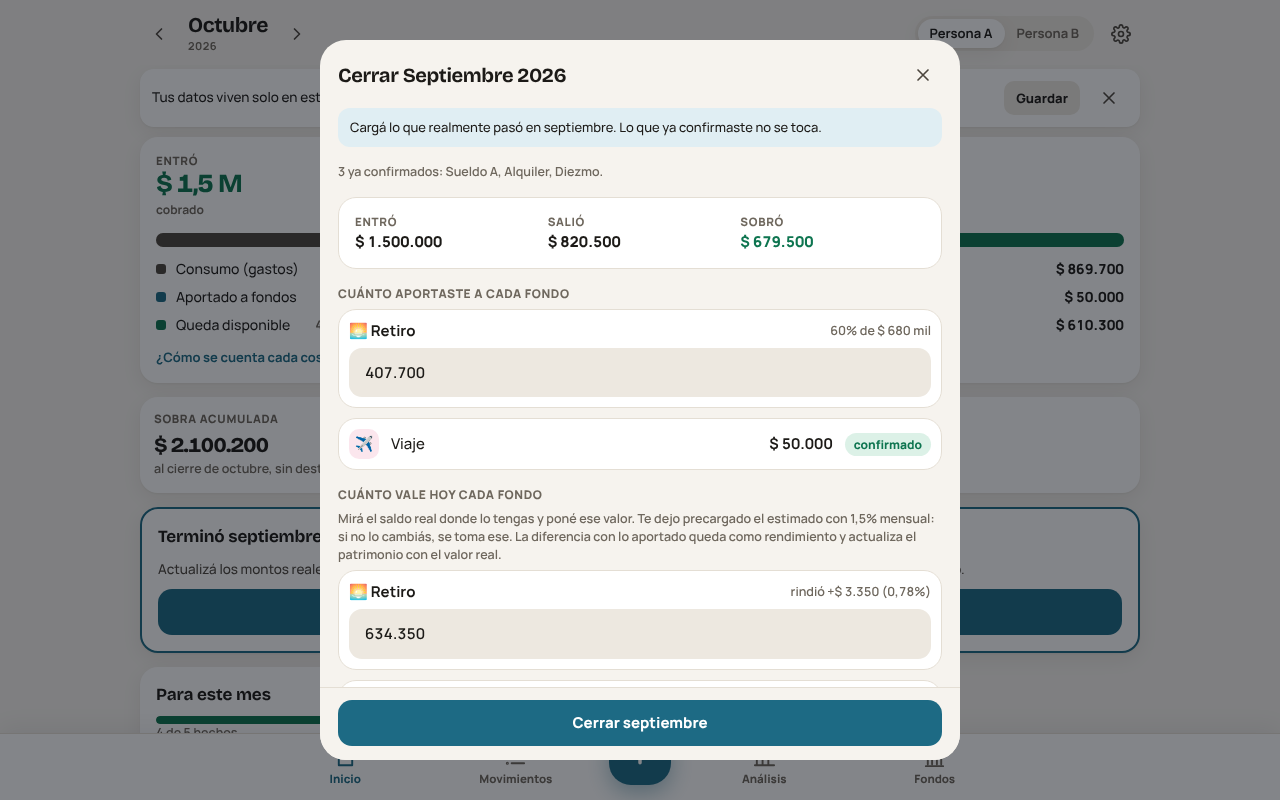 Octubre
2026
Persona A
Persona B
Tus datos viven solo en est
Guardar
ENTRÓ
$ 1,5 M
cobrado
Consumo (gastos)
$ 869.700
Aportado a fondos
$ 50.000
Queda disponible
$ 610.300
¿Cómo se cuenta cada cos
SOBRA ACUMULADA
$ 2.100.200
al cierre de octubre, sin dest
Terminó septiembre
Actualizá los montos reale
Para este mes
4 de 5 hechos
Cerrar Septiembre 2026
Cargá lo que realmente pasó en septiembre. Lo que ya confirmaste no se toca.
3 ya confirmados: Sueldo A, Alquiler, Diezmo.
ENTRÓ
SALIÓ
SOBRÓ
$ 1.500.000
$ 820.500
$ 679.500
CUÁNTO APORTASTE A CADA FONDO
Retiro
60% de $ 680 mil
407.700
Viaje
$ 50.000
confirmado
CUÁNTO VALE HOY CADA FONDO
Mirá el saldo real donde lo tengas y poné ese valor. Te dejo precargado el estimado con 1,5% mensual:
si no lo cambiás, se toma ese. La diferencia con lo aportado queda como rendimiento y actualiza el
patrimonio con el valor real.
Retiro
rindió +$ 3.350 (0,78%)
634.350
Cerrar septiembre
Inicio
Movimientos
Análisis
Fondos